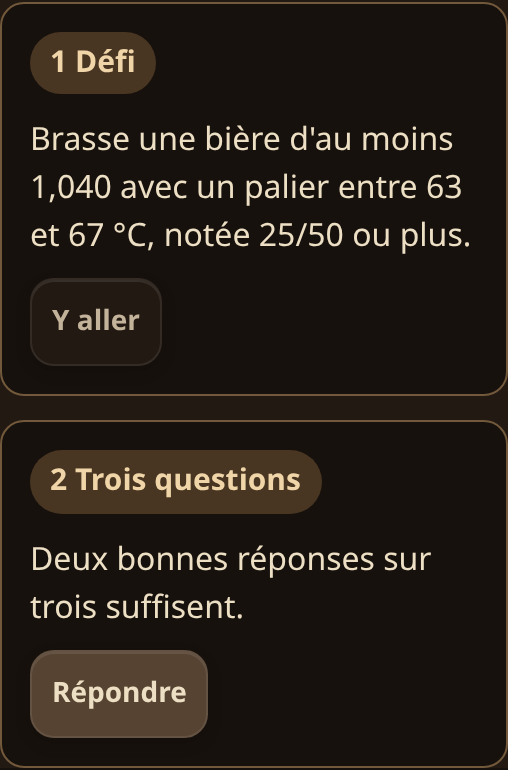 1 Défi
Brasse une bière d'au moins
1,040 avec un palier entre 63
et 67 °C, notée 25/50 ou plus.
Y aller
2 Trois questions
Deux bonnes réponses sur
trois suffisent.
Répondre